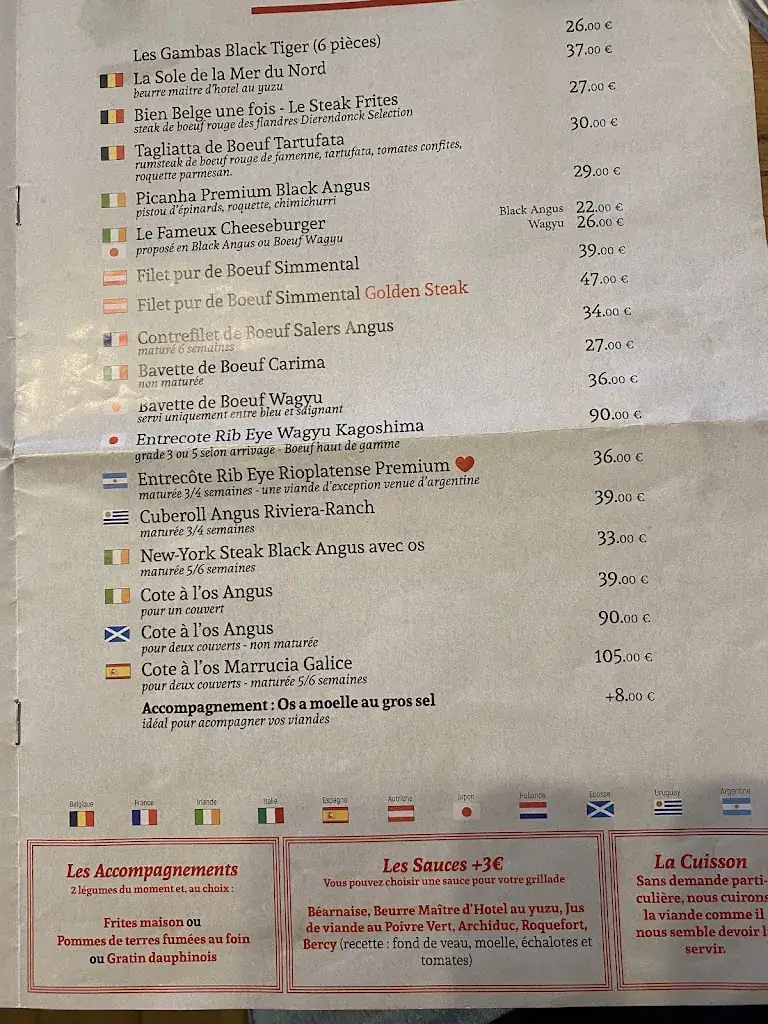 Les Gambas Black Tiger (6 pièces) 26.00 €
La Sole de la Mer du Nord 37.00 €
beurre maitre d'hotel au yuzu
Bien Belge une fois - Le Steak Frites 27.00 €
steak de boeuf rouge des flandres Dierendonck Selection
Tagliatta de Boeuf Tartufata 30.00 €
rumsteak de boeuf rouge de famenne, tartufata, tomates confites,
roquette parmesan.
Picanha Premium Black Angus 29.00 €
pistou d'épinards, roquette, chimichurri
Le Fameux Cheeseburger Black Angus 22.00 €
proposé en Black Angus ou Boeuf Wagyu Wagyu 26.00 €
Filet pur de Boeuf Simmental 39.00 €
Filet pur de Boeuf Simmental Golden Steak 47.00 €
Contrefilet de Boeuf Salers Angus 34.00 €
maturé 6 semaines
Bavette de Boeuf Carima 27.00 €
non maturée
Bavette de Boeuf Wagyu 36.00 €
servi uniquement entre bleu et saignant
Entrecote Rib Eye Wagyu Kagoshima 90.00 €
grade 3 ou 5 selon arrivage - Boeuf haut de gamme
Entrecôte Rib Eye Rioplatense Premium 36.00 €
maturée 3/4 semaines - une viande d'exception venue d'argentine
Cuberoll Angus Riviera-Ranch 39.00 €
maturée 3/4 semaines
New-York Steak Black Angus avec os 33.00 €
maturée 5/6 semaines
Cote à l'os Angus 39.00 €
pour un couvert
Cote à l'os Angus 90.00 €
pour deux couverts - non maturée
Cote à l'os Marrucia Galice 105.00 €
pour deux couverts - maturée 5/6 semaines
Accompagnement : Os a moelle au gros sel +8.00 €
idéal pour acompagner vos viandes
Belgique France Irlande Italia Espagne Autriche Japon Hollande Ecosse Uruguay Argentine
Les Accompagnements
2 légumes du moment et, au choix :
Frites maison ou
Pommes de terres fumées au foin
ou Gratin dauphinois
Les Sauces +3€
Vous pouvez choisir une sauce pour votre grillade
Béarnaise, Beurre Maître d'Hotel au yuzu, Jus
de viande au Poivre Vert, Archiduc, Roquefort,
Bercy (recette : fond de veau, moelle, échalotes et
tomates)
La Cuisson
Sans demande parti-
culière, nous cuirons
la viande comme il
nous semble devoir l
servir.